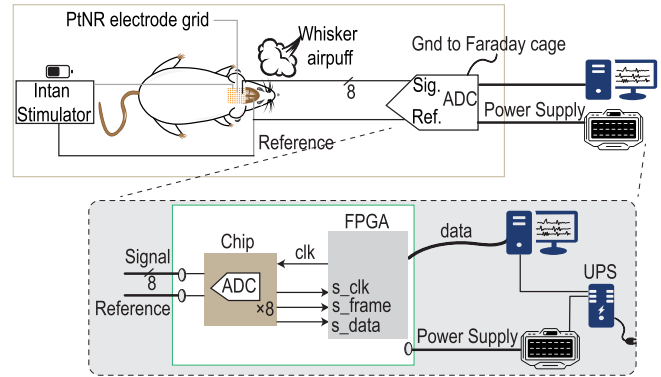 PtNR electrode grid
Whisker
airpuff
Gnd to Faraday cage
Intan
Stimulator
8
Sig.
ADC
Ref.
Power Supply
Reference
FPGA
Chip
clk
data
Signal
8
ADC
UPS
s_clk
Reference
×8
s_frame
s_data
Power Supply